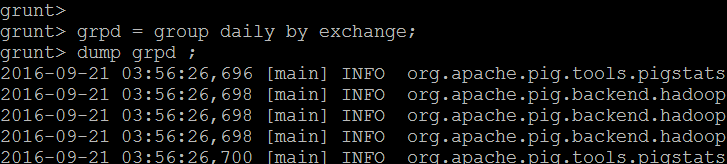 grunt>
grunt> grpd = group daily by exchange;
grunt> dump grpd ;
2016-09-21 03:56:26,696 [main] INFO  org.apache.pig.tools.pigstats
2016-09-21 03:56:26,698 [main] INFO  org.apache.pig.backend.hadoop
2016-09-21 03:56:26,698 [main] INFO  org.apache.pig.backend.hadoop
2016-09-21 03:56:26,698 [main] INFO  org.apache.pig.backend.hadoop
2016-09-21 03:56:26,700 [main] INFO  org.apache.pig.tools.pigstats